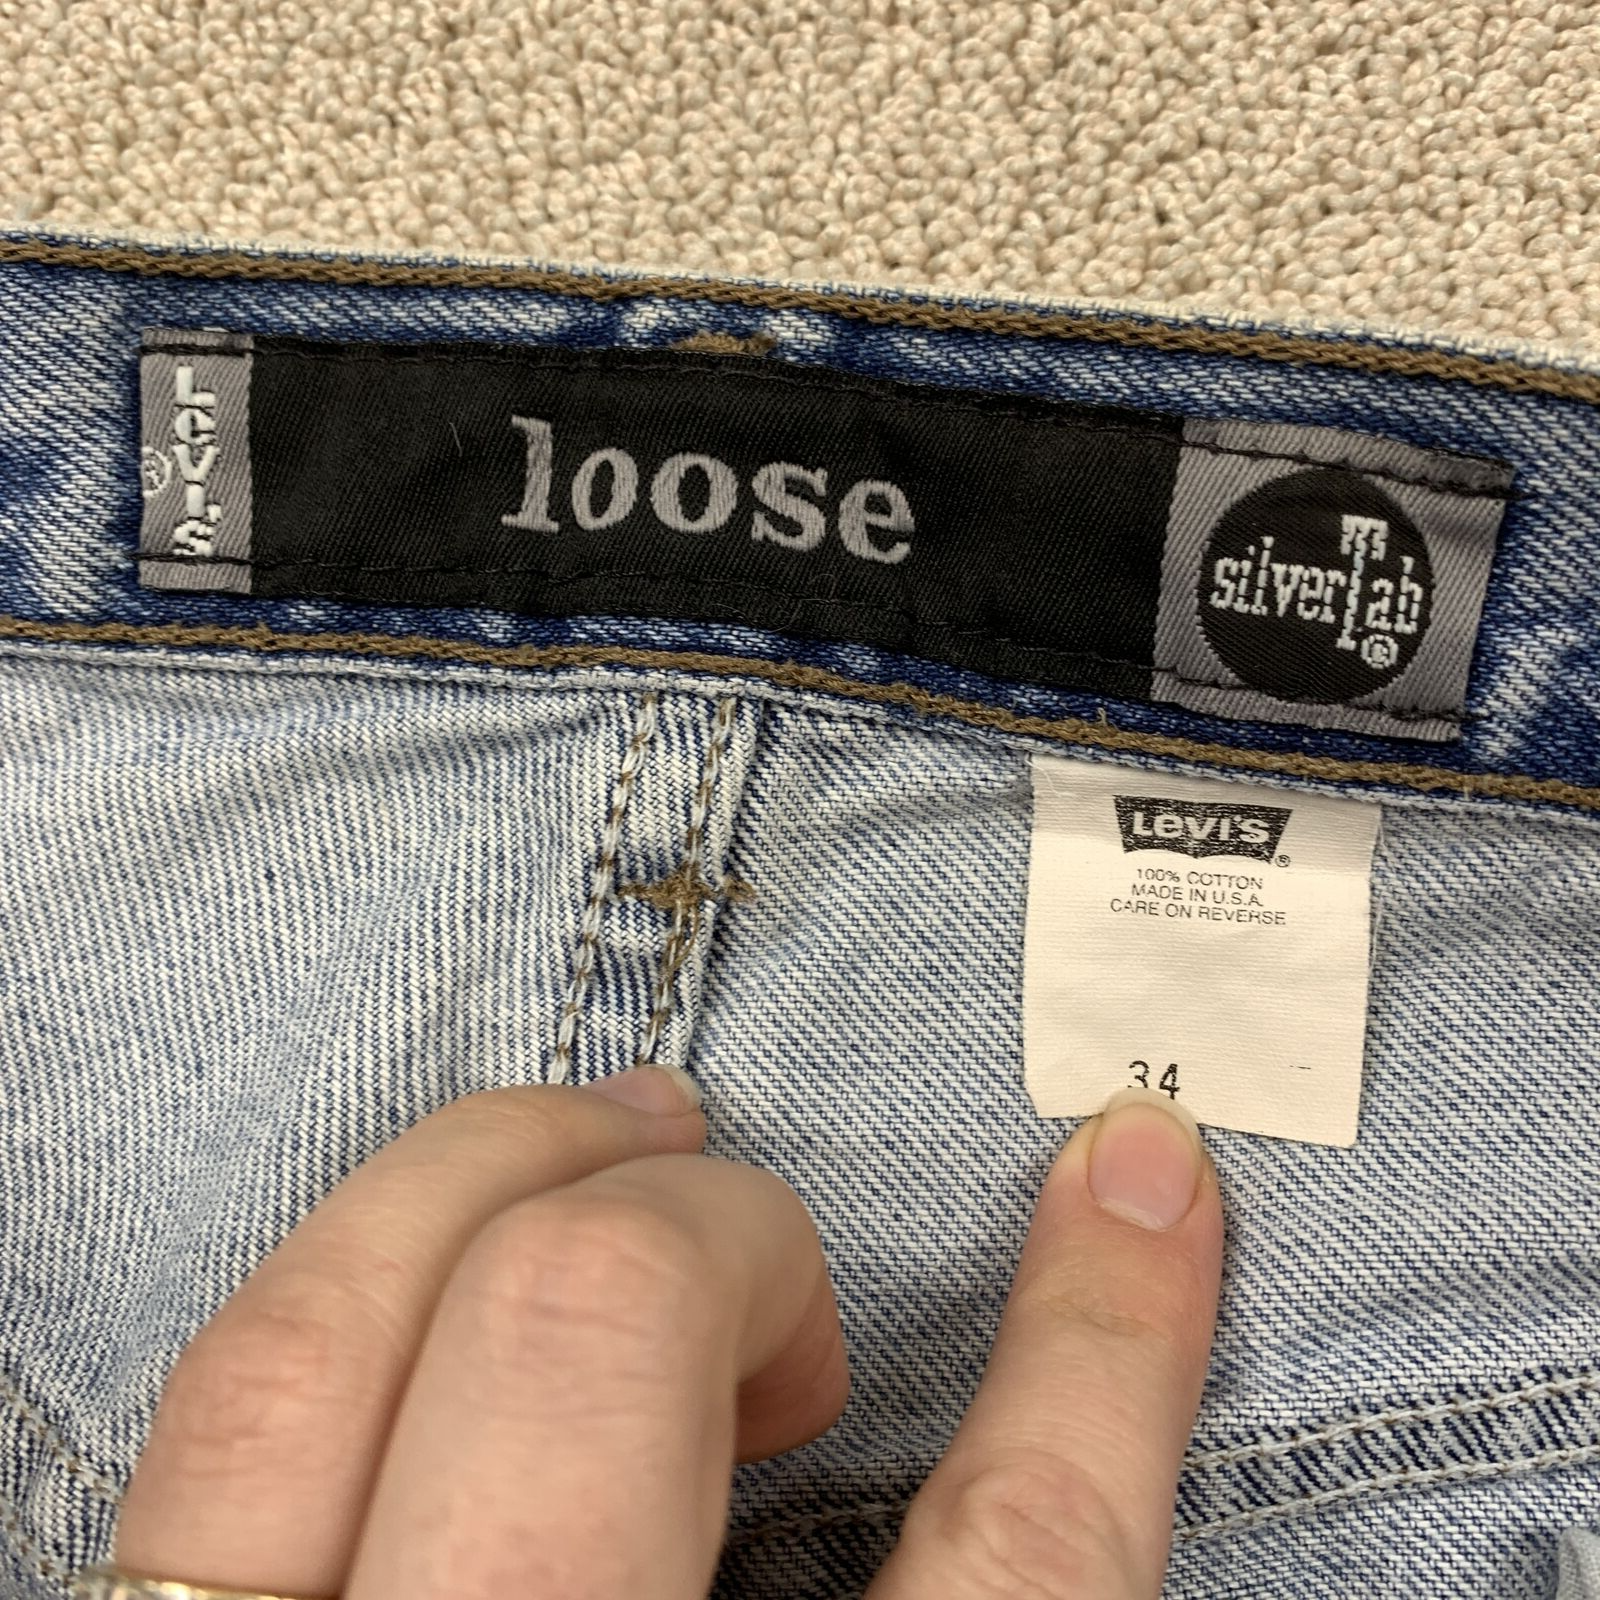 LEVI'S ®
loose
silvertab ®
LEVI'S ®
100% COTTON
MADE IN U.S.A.
CARE ON REVERSE
34